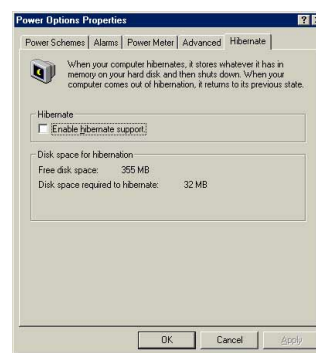 Power Options Properties
Power Schemes Alarms Power Meter Advanced Hibernate
When your computer hibernates, it stores whatever it has in
memory on your hard disk and then shuts down. When your
computer comes out of hibernation, it returns to its previous state.
Hibernate
Enable hibernate support.
Disk space for hibernation
Free disk space: 355 MB
Disk space required to hibernate: 32 MB
OK Cancel Apply